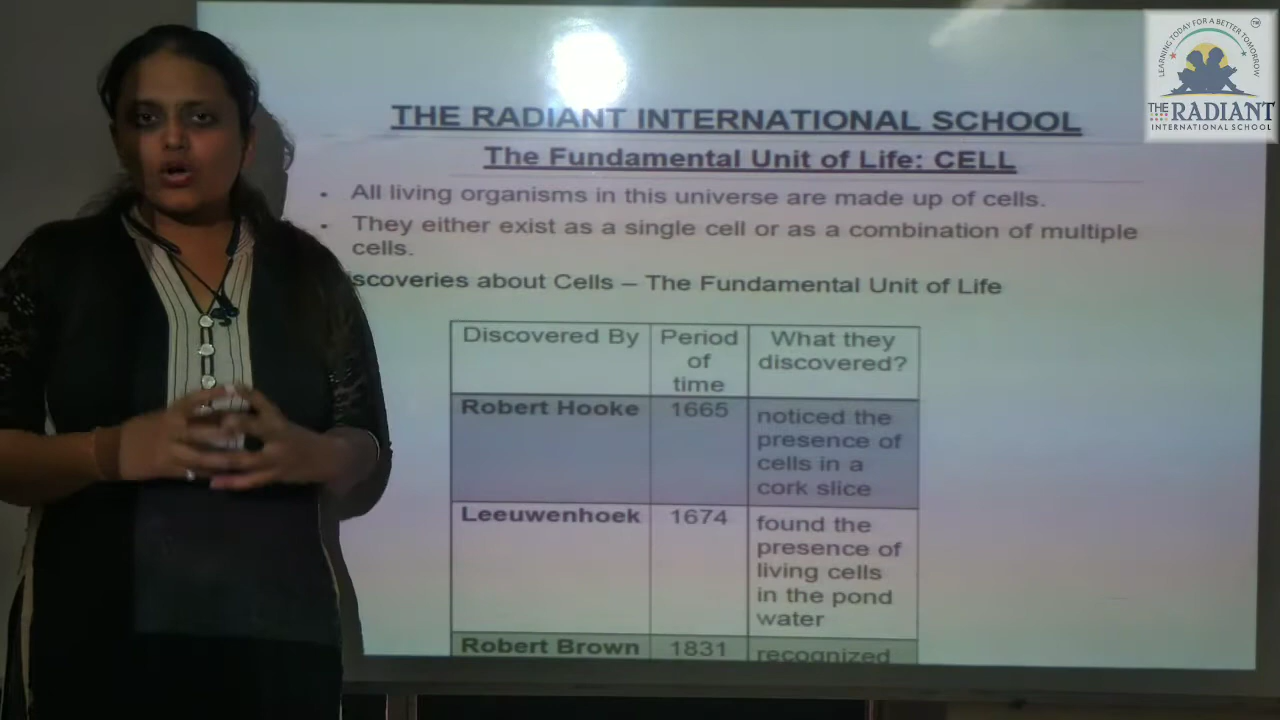 LEARNING TODAY FOR A BETTER TOMORROW
TM
THE RADIANT
INTERNATIONAL SCHOOL
THE RADIANT INTERNATIONAL SCHOOL
The Fundamental Unit of Life: CELL
• All living organisms in this universe are made up of cells.
• They either exist as a single cell or as a combination of multiple
cells.
scoveries about Cells – The Fundamental Unit of Life
Discovered By Period of time What they discovered?
Robert Hooke 1665 noticed the
presence of
cells in a
cork slice
Leeuwenhoek 1674 found the
presence of
living cells
in the pond
water
Robert Brown 1831 recognized